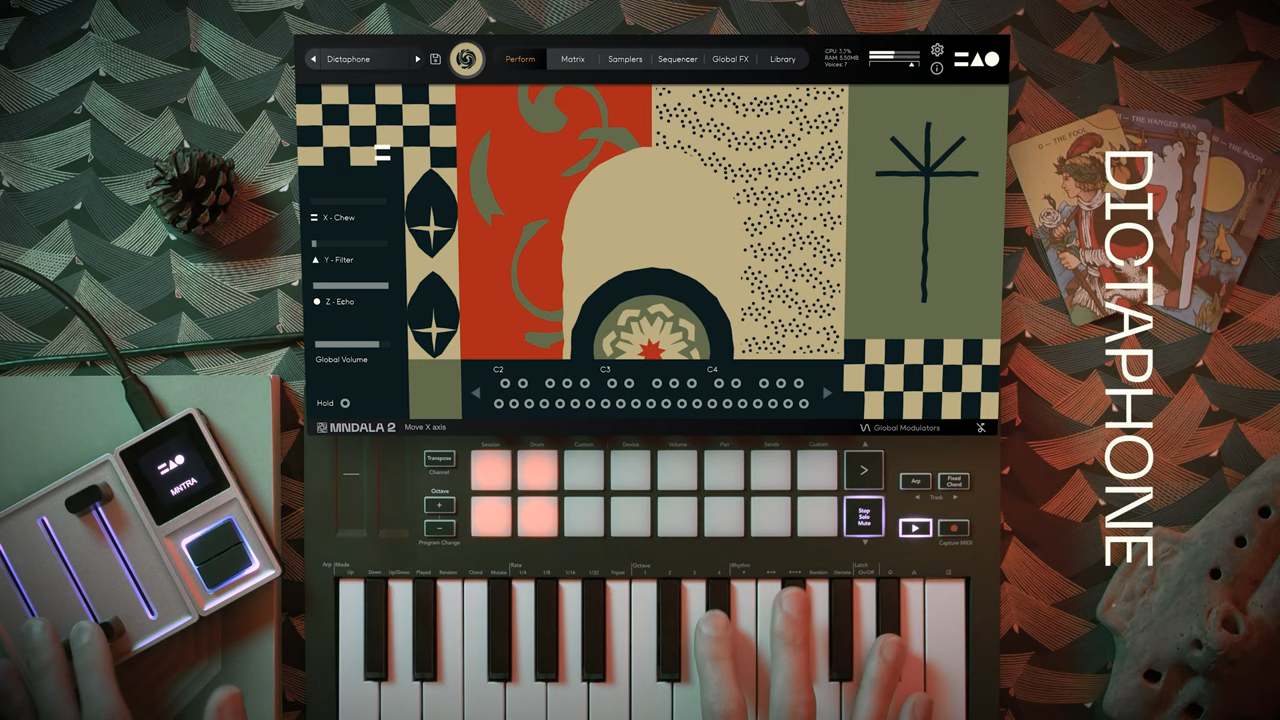 Dictaphone
Perform
Matrix
Samplers
Sequencer
Global FX
Library
CPU: 3.3%
RAM: 3.50MB
Voices: 7
X - Chew
Y - Filter
Z - Echo
Global Volume
Hold
C2
C3
C4
MNDALA 2
Move X axis
Global Modulators
0 — THE FOOL
— THE HANGED MAN
— THE MOON
DICTAPHONE
MNTRA
Session
Drum
Custom
Device
Volume
Pan
Sends
Custom
Transpose
Channel
Octave
+
−
Program Change
>
Stop
Solo
Mute
Arp
Fixed
Chord
Track
Capture MIDI
Arp
Mode
Rate
Octave
Rhythm
Latch
Up
Down
Up/Down
Played
Random
Chord
Mutate
1/4
1/8
1/16
1/32
Triplet
1
2
3
4
Random
Deviate
On/Off